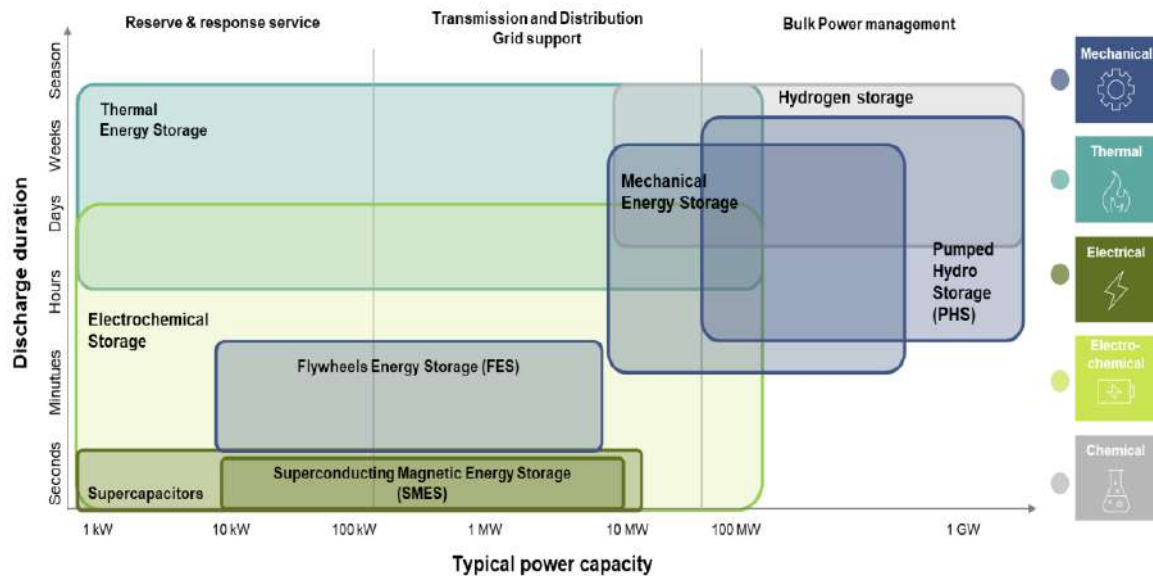 Reserve & response service
Transmission and Distribution
Grid support
Bulk Power management
Discharge duration
Season
Weeks
Days
Hours
Minutues
Seconds
Thermal
Energy Storage
Hydrogen storage
Mechanical
Energy Storage
Pumped
Hydro
Storage
(PHS)
Electrochemical
Storage
Flywheels Energy Storage (FES)
Superconducting Magnetic Energy Storage
(SMES)
Supercapacitors
1 kW
10 kW
100 kW
1 MW
10 MW
100 MW
1 GW
Typical power capacity
Mechanical
Thermal
Electrical
Electro-
chemical
Chemical